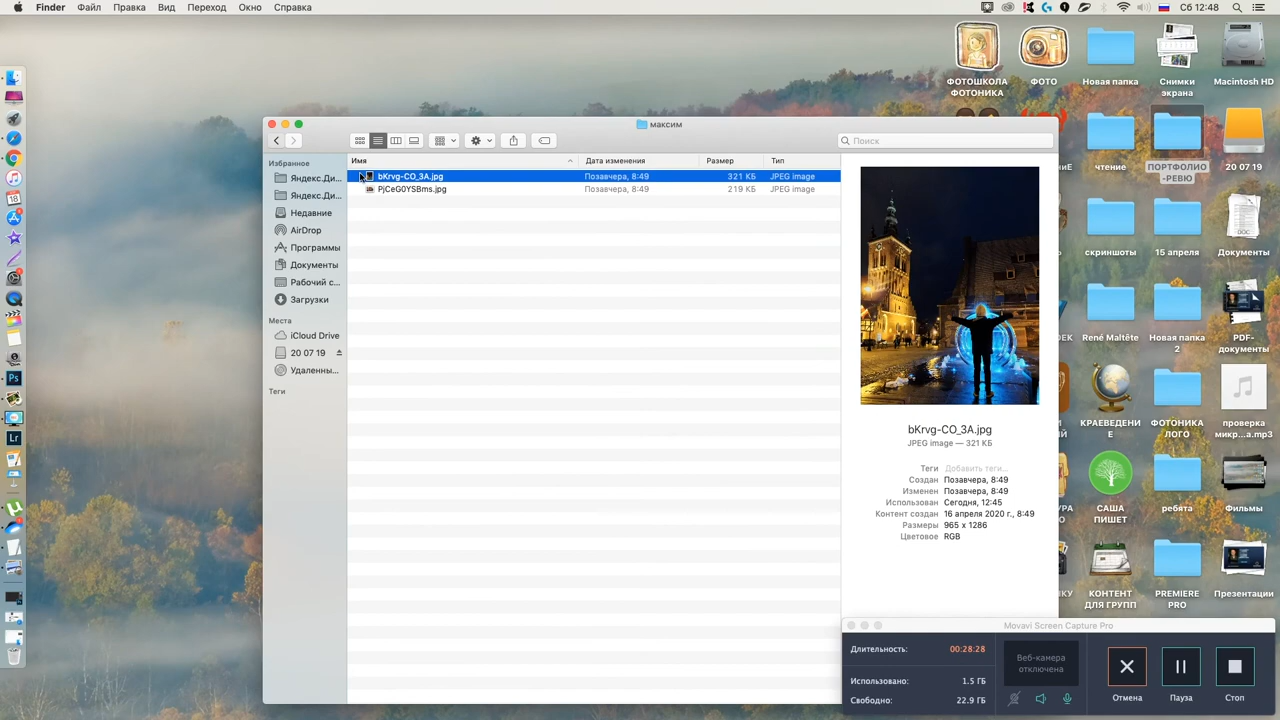 Finder Файл Правка Вид Переход Окно Справка
Сб 12:48
ФОТОШКОЛА ФОТОНИКА
ФОТО
Новая папка
Снимки экрана
Macintosh HD
максим
Поиск
Избранное
Яндекс.Ди...
Яндекс.Ди...
Недавние
AirDrop
Программы
Документы
Рабочий с...
Загрузки
Места
iCloud Drive
20 07 19
Удаленны...
Теги
Имя Дата изменения Размер Тип
bKrvg-CO_3A.jpg Позавчера, 8:49 321 КБ JPEG image
PjCeG0YSBms.jpg Позавчера, 8:49 219 КБ JPEG image
bKrvg-CO_3A.jpg
JPEG image — 321 КБ
Теги Добавить теги...
Создан Позавчера, 8:49
Изменен Позавчера, 8:49
Использован Сегодня, 12:45
Контент создан 16 апреля 2020 г., 8:49
Размеры 965 x 1286
Цветовое RGB
чтение
ПОРТФОЛИО
-РЕВЮ
20 07 19
скриншоты
15 апреля
Документы
René Maltête
Новая папка
2
PDF-
документы
КРАЕВЕДЕНИ
Е
ФОТОНИКА
ЛОГО
проверка
микр...а.mp3
САША
ПИШЕТ
ребята
Фильмы
КОНТЕНТ
ДЛЯ ГРУПП
PREMIERE
PRO
Презентации
Movavi Screen Capture Pro
Длительность: 00:28:28
Использовано: 1.5 ГБ
Свободно: 22.9 ГБ
Веб-камера
отключена
Отмена Пауза Стоп
18
Ps
Lr